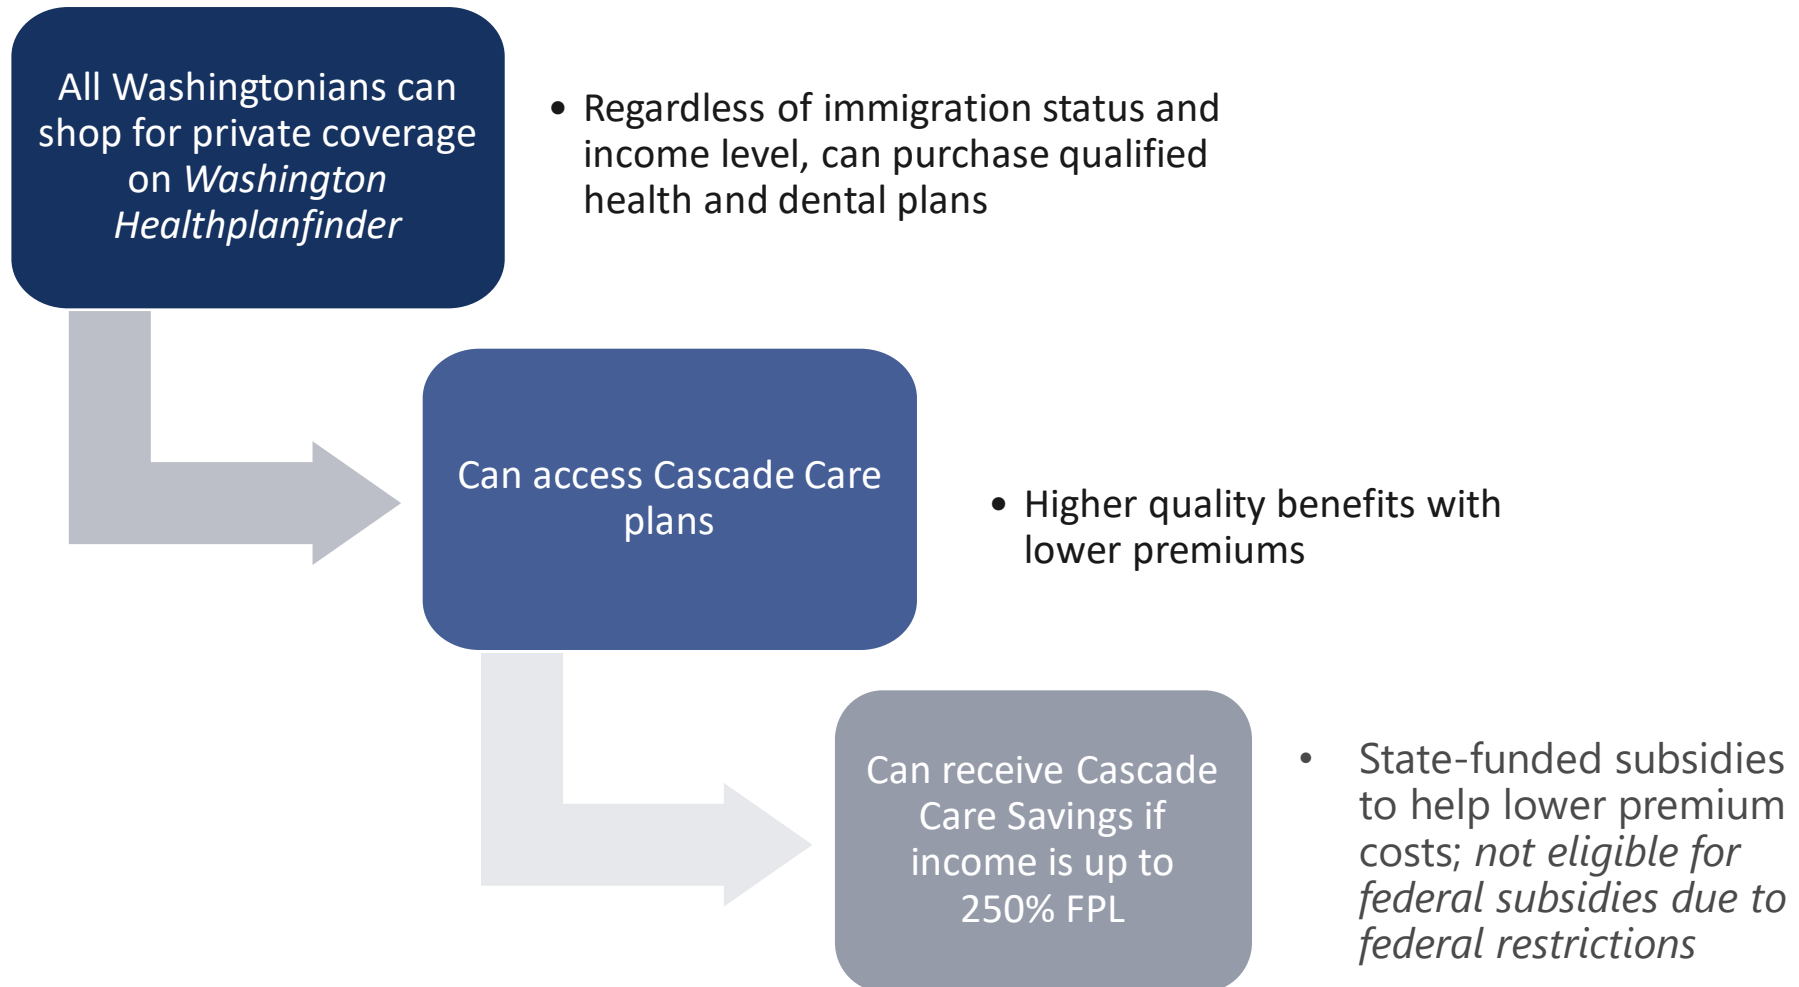 All Washingtonians can
shop for private coverage
on Washington
Healthplanfinder
• Regardless of immigration status and
income level, can purchase qualified
health and dental plans
Can access Cascade Care
plans
• Higher quality benefits with
lower premiums
Can receive Cascade
Care Savings if
income is up to
250% FPL
• State-funded subsidies
to help lower premium
costs; not eligible for
federal subsidies due to
federal restrictions